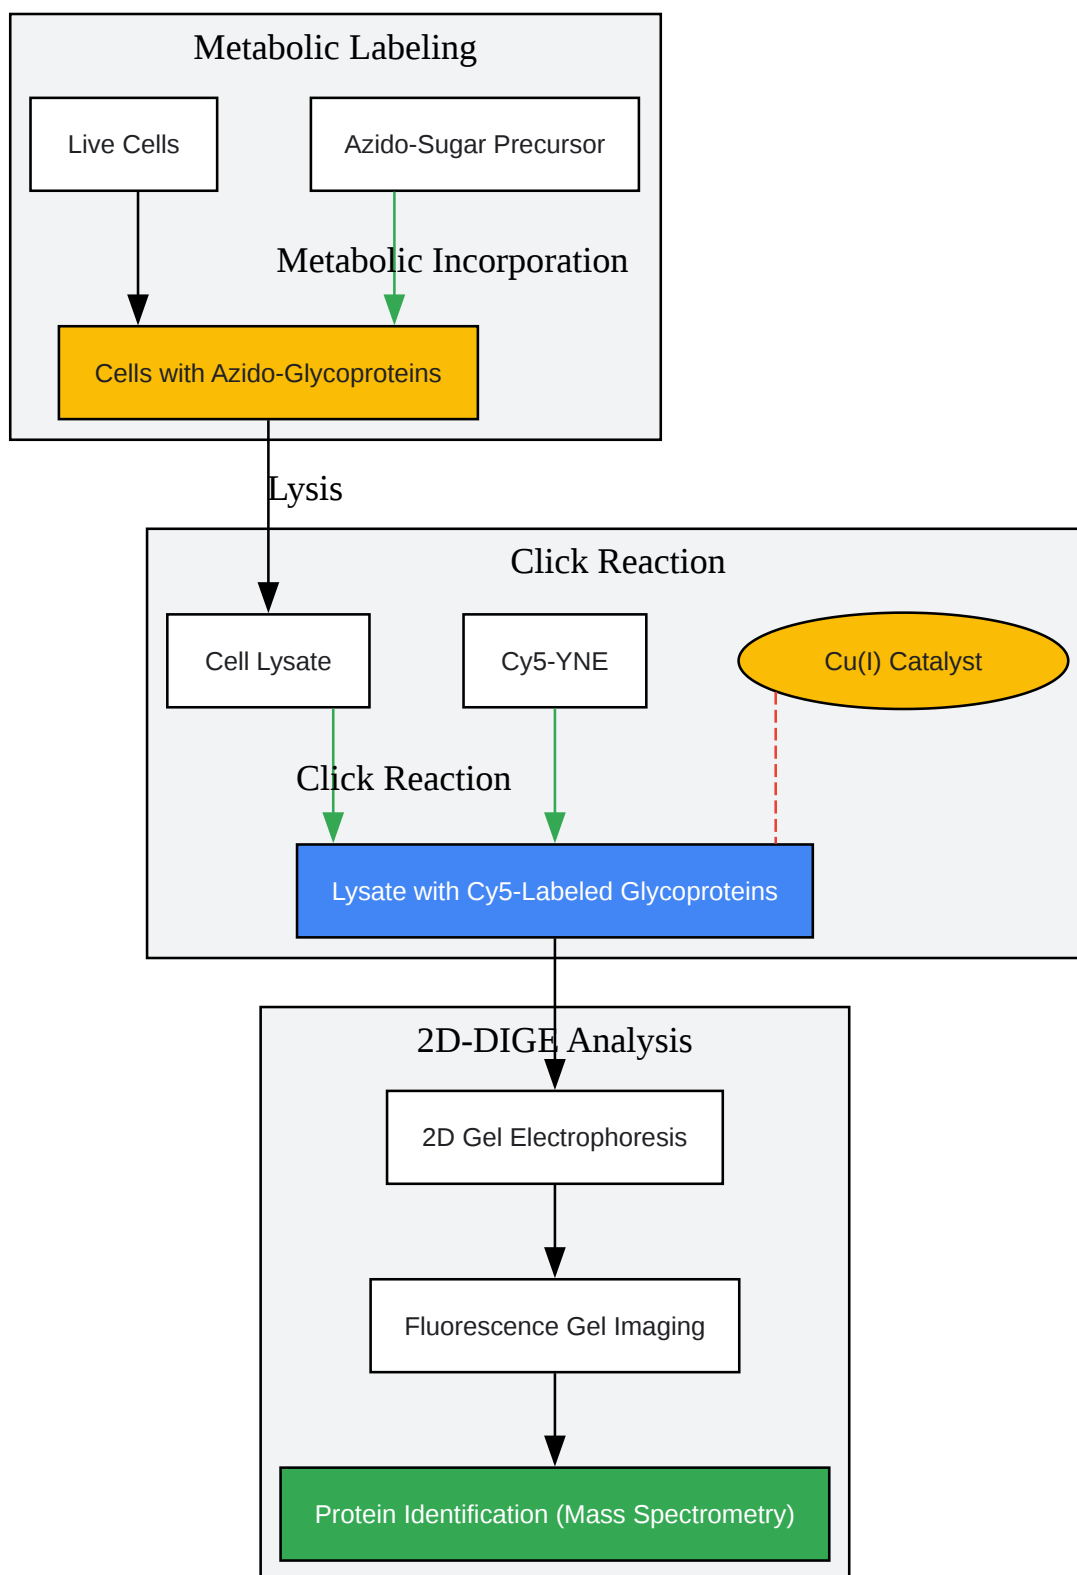 Metabolic Labeling
Live Cells
Azido-Sugar Precursor
Metabolic Incorporation
Cells with Azido-Glycoproteins
Lysis
Click Reaction
Cell Lysate
Cy5-YNE
Cu(I) Catalyst
Click Reaction
Lysate with Cy5-Labeled Glycoproteins
2D-DIGE Analysis
2D Gel Electrophoresis
Fluorescence Gel Imaging
Protein Identification (Mass Spectrometry)